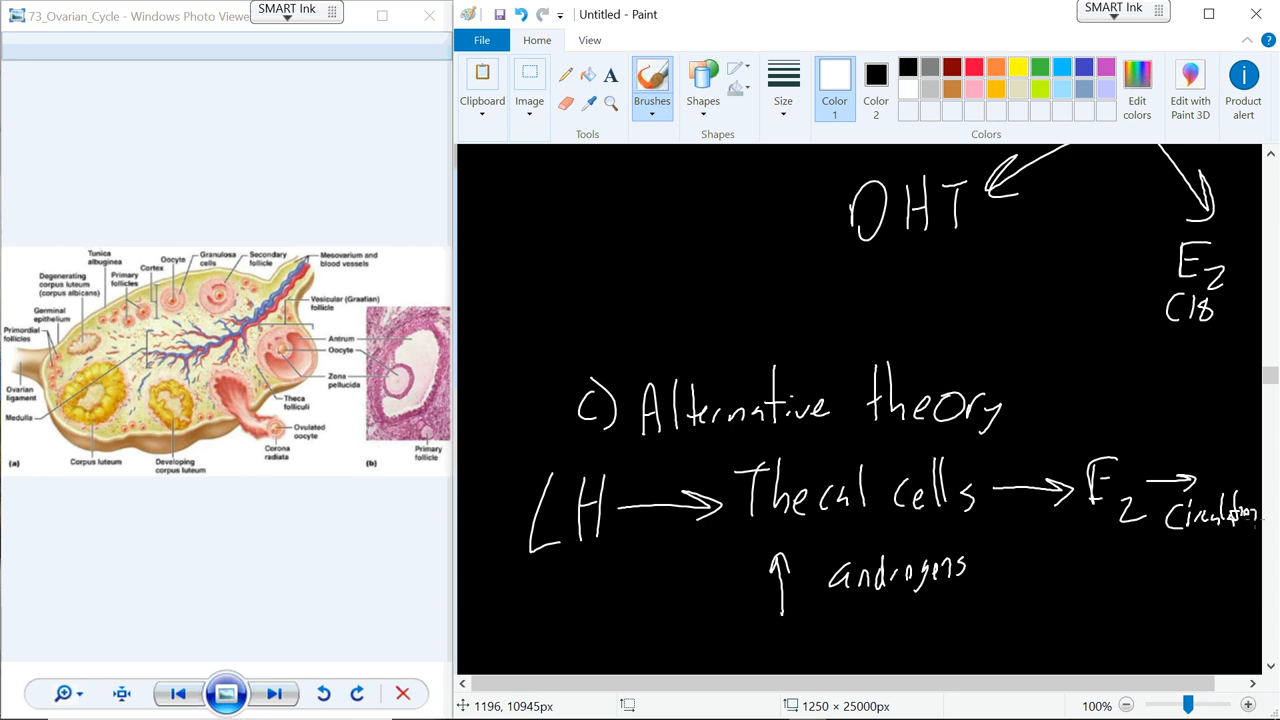 73_Ovarian_Cycle - Windows Photo Viewe
SMART Ink
Untitled - Paint
SMART Ink
File
Home
View
Clipboard
Image
Tools
Brushes
Shapes
Shapes
Size
Color
1
Color
2
Edit
colors
Colors
Edit with
Paint 3D
Product
alert
Tunica
albuginea
Degenerating
corpus luteum
(corpus albicans)
Primary
follicles
Cortex
Oocyte
Granulosa
cells
Secondary
follicle
Mesovarium and
blood vessels
Germinal
epithelium
Primordial
follicles
Vesicular (Graafian)
follicle
Antrum
Oocyte
Zona
pellucida
Theca
folliculi
Ovarian
ligament
Medulla
Ovulated
oocyte
Corpus luteum
Developing
corpus luteum
Corona
radiata
Primary
follicle
(a)
(b)
DHT
E2
C18
c) Alternative theory
LH → Thecal cells → E2 →
Circulation
↑ androgens
1196, 10945px
1250 × 25000px
100%